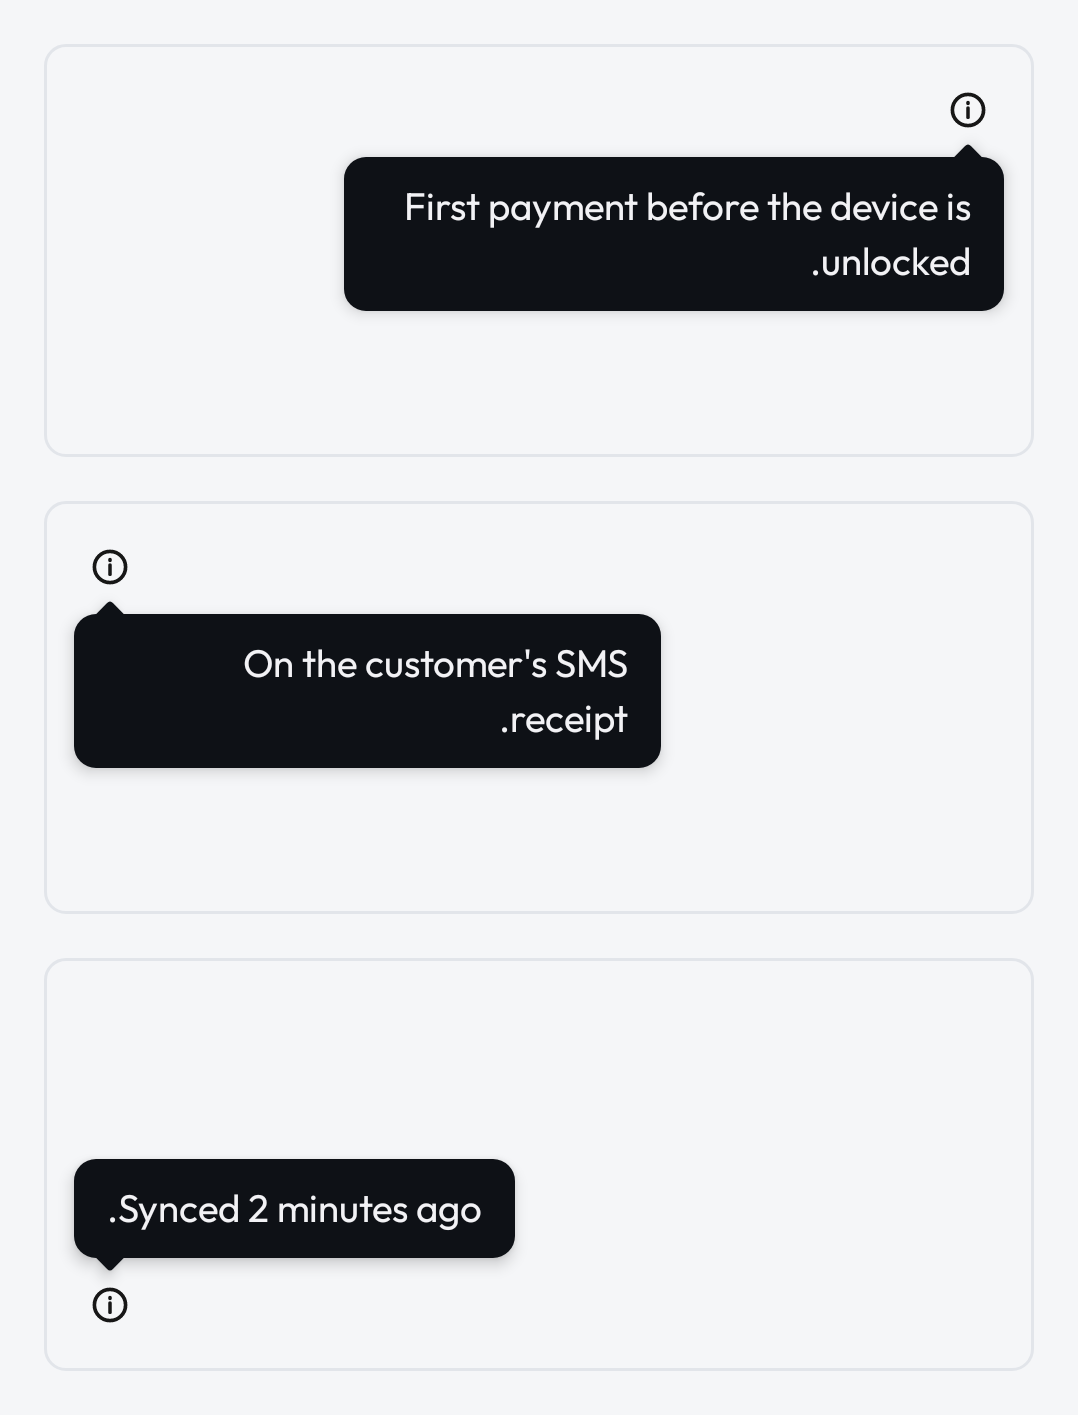 First payment before the device is
.unlocked
On the customer's SMS
.receipt
.Synced 2 minutes ago